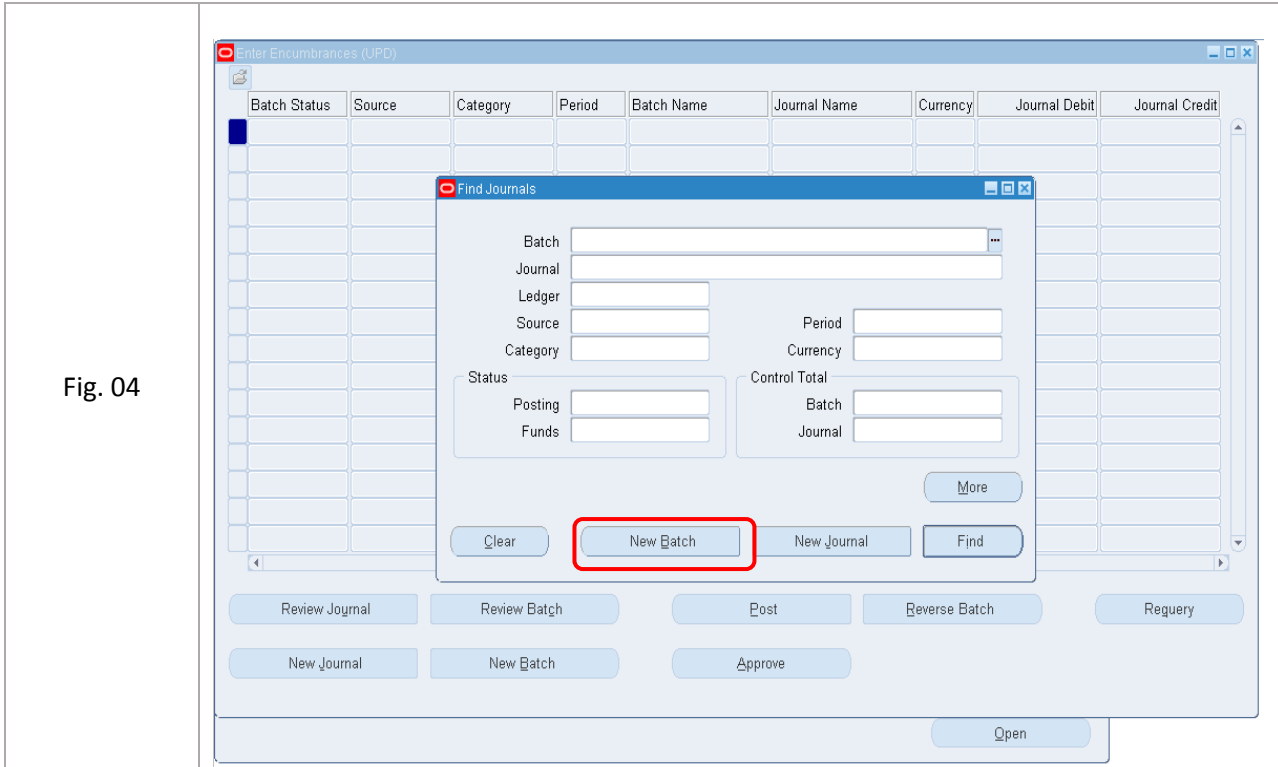 Enter Encumbrances (UPD)
Batch Status Source Category Period Batch Name Journal Name Currency Journal Debit Journal Credit
Find Journals
Batch
Journal
Ledger
Source Period
Category Currency
Status Control Total
Posting Batch
Funds Journal
Fig. 04
More
Clear New Batch New Journal Find
Review Journal Review Batch Post Reverse Batch Requery
New Journal New Batch Approve
Open